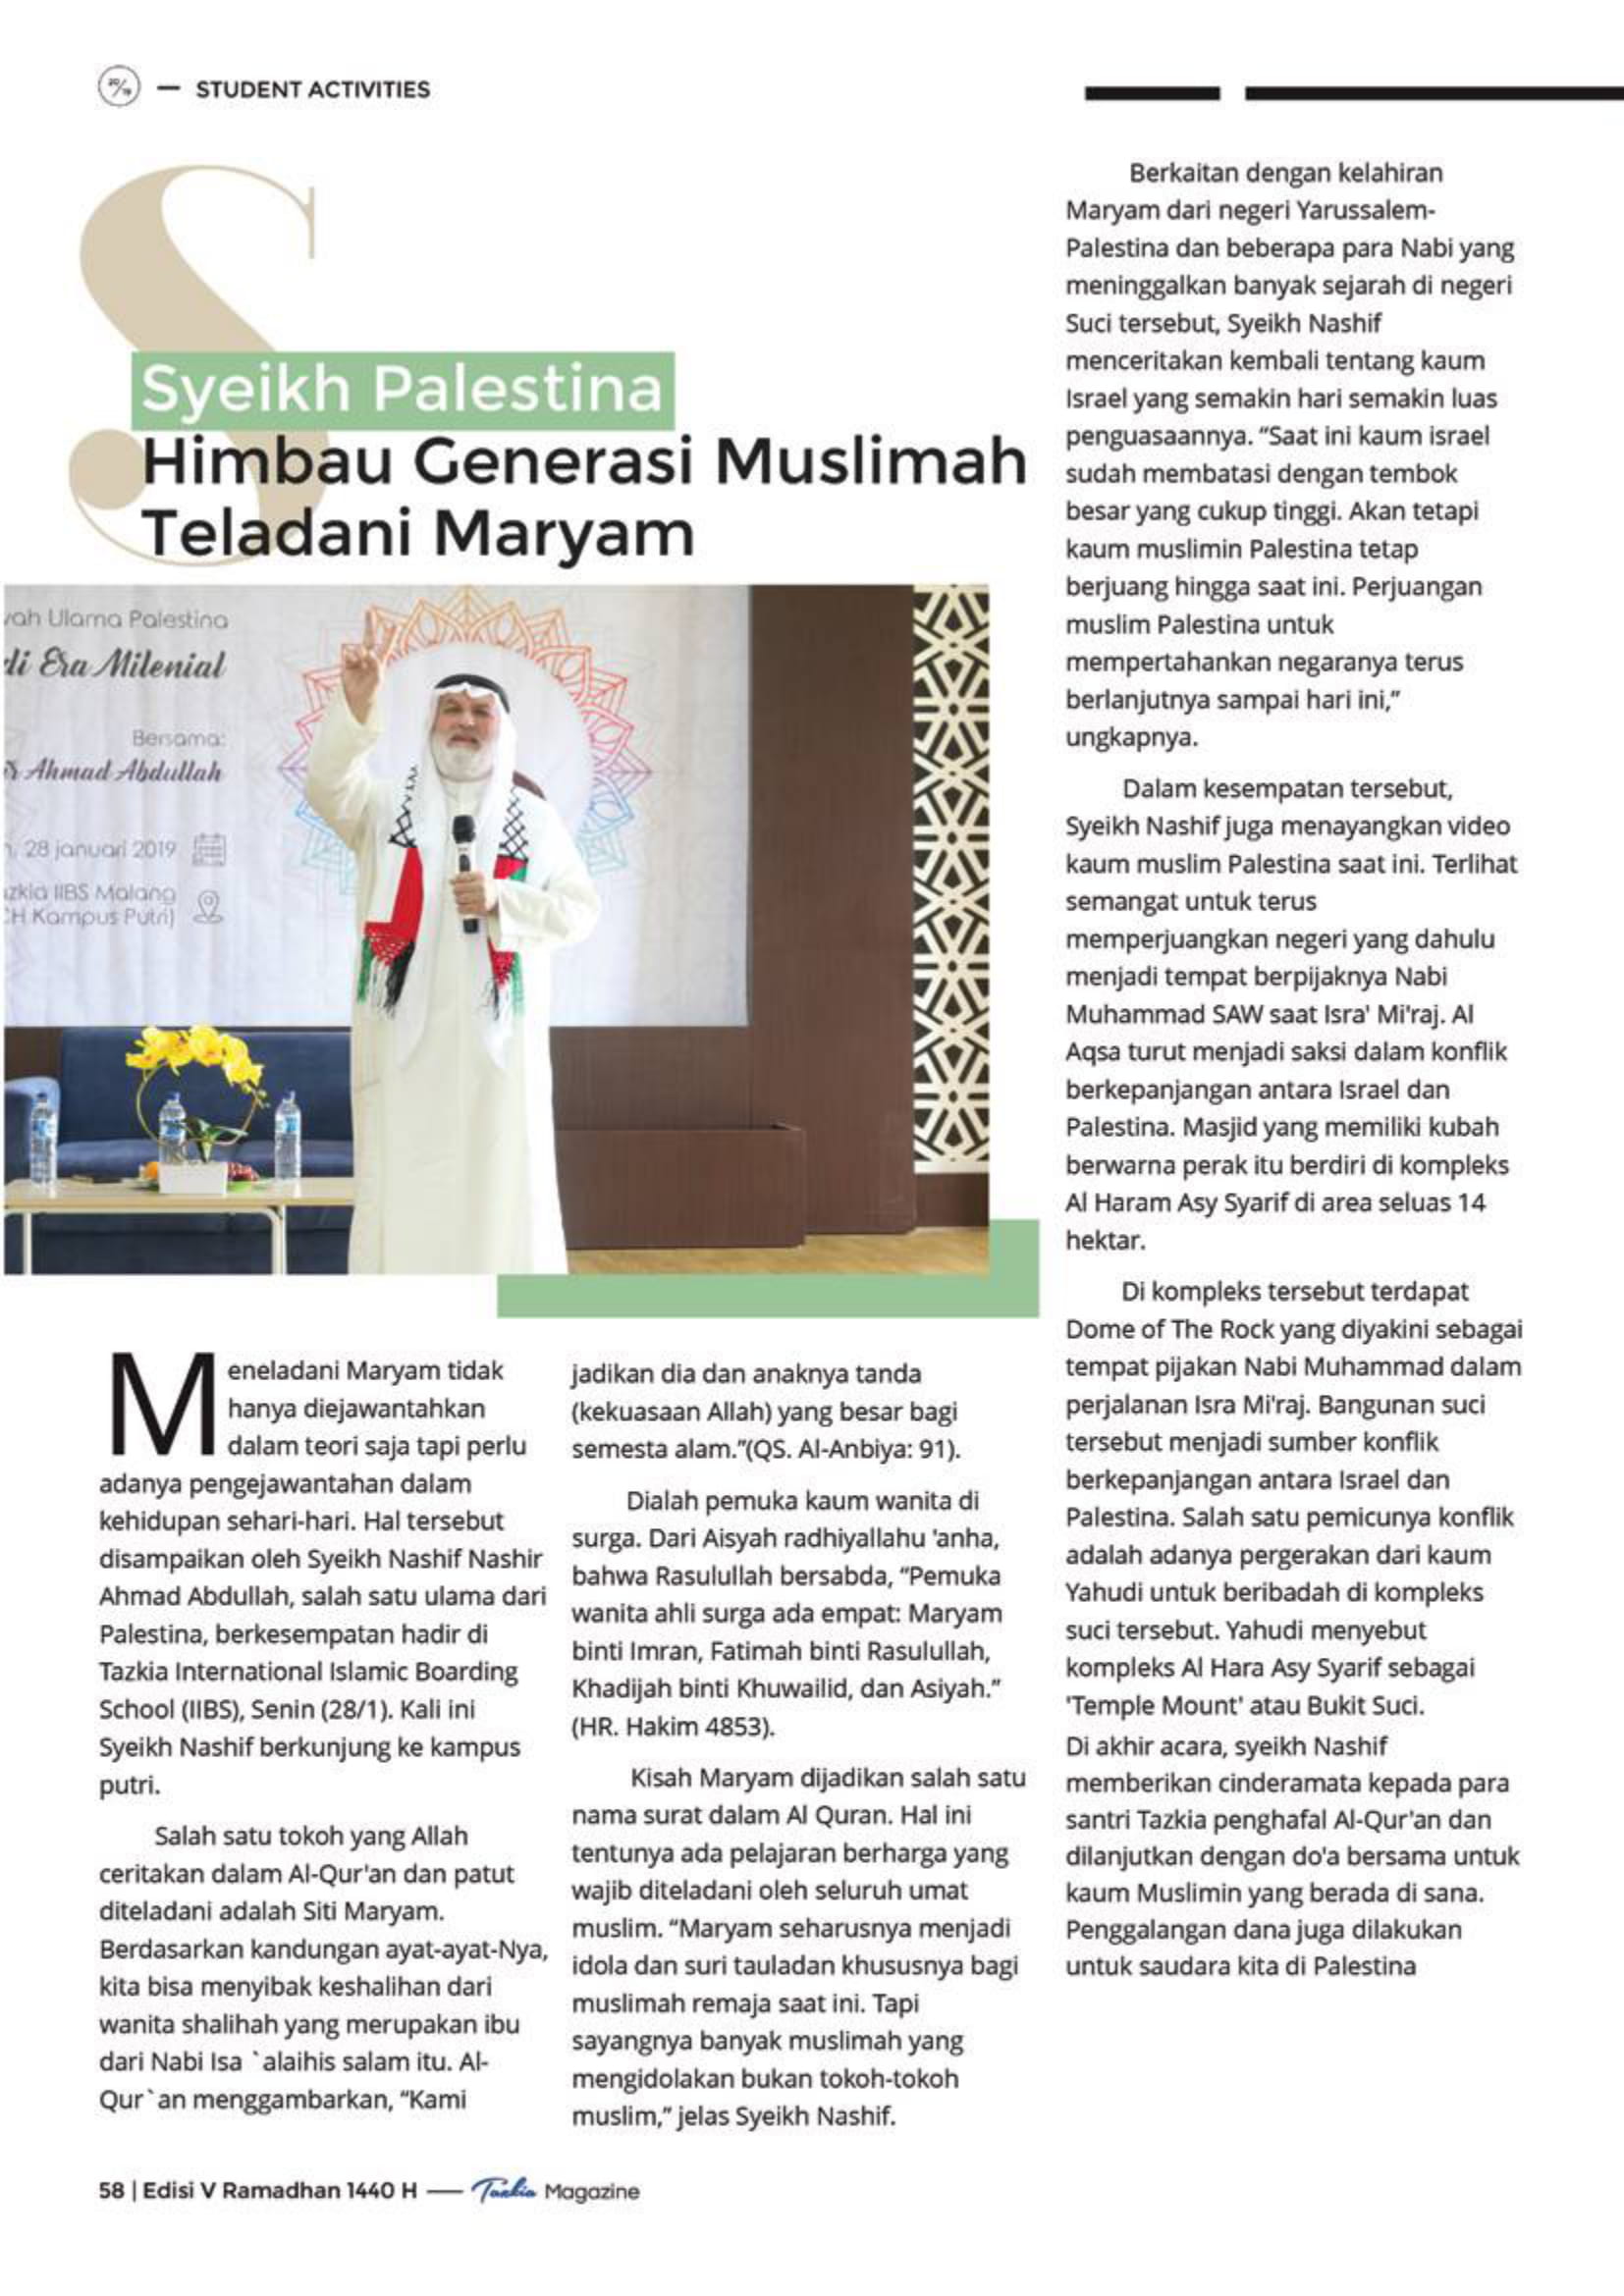 STUDENT ACTIVITIES
S
Syeikh Palestina
Himbau Generasi Muslimah
Teladani Maryam
Ulama Palestina
di Era Milenial
Bersama:
Ahmad Abdullah
28 januari 2019
IIBS Malang
Kampus Putri)
Meneladani Maryam tidak
hanya diejawantahkan
dalam teori saja tapi perlu
adanya pengejawantahan dalam
kehidupan sehari-hari. Hal tersebut
disampaikan oleh Syeikh Nashif Nashir
Ahmad Abdullah, salah satu ulama dari
Palestina, berkesempatan hadir di
Tazkia International Islamic Boarding
School (IIBS), Senin (28/1). Kali ini
Syeikh Nashif berkunjung ke kampus
putri.
Salah satu tokoh yang Allah
ceritakan dalam Al-Qur'an dan patut
diteladani adalah Siti Maryam.
Berdasarkan kandungan ayat-ayat-Nya,
kita bisa menyibak keshalihan dari
wanita shalihah yang merupakan ibu
dari Nabi Isa `alaihis salam itu. Al-
Qur`an menggambarkan, “Kami
jadikan dia dan anaknya tanda
(kekuasaan Allah) yang besar bagi
semesta alam.”(QS. Al-Anbiya: 91).
Dialah pemuka kaum wanita di
surga. Dari Aisyah radhiyallahu 'anha,
bahwa Rasulullah bersabda, “Pemuka
wanita ahli surga ada empat: Maryam
binti Imran, Fatimah binti Rasulullah,
Khadijah binti Khuwailid, dan Asiyah.”
(HR. Hakim 4853).
Kisah Maryam dijadikan salah satu
nama surat dalam Al Quran. Hal ini
tentunya ada pelajaran berharga yang
wajib diteladani oleh seluruh umat
muslim. “Maryam seharusnya menjadi
idola dan suri tauladan khususnya bagi
muslimah remaja saat ini. Tapi
sayangnya banyak muslimah yang
mengidolakan bukan tokoh-tokoh
muslim,” jelas Syeikh Nashif.
Berkaitan dengan kelahiran
Maryam dari negeri Yarussalem-
Palestina dan beberapa para Nabi yang
meninggalkan banyak sejarah di negeri
Suci tersebut, Syeikh Nashif
menceritakan kembali tentang kaum
Israel yang semakin hari semakin luas
penguasaannya. “Saat ini kaum israel
sudah membatasi dengan tembok
besar yang cukup tinggi. Akan tetapi
kaum muslimin Palestina tetap
berjuang hingga saat ini. Perjuangan
muslim Palestina untuk
mempertahankan negaranya terus
berlanjutnya sampai hari ini,”
ungkapnya.
Dalam kesempatan tersebut,
Syeikh Nashif juga menayangkan video
kaum muslim Palestina saat ini. Terlihat
semangat untuk terus
memperjuangkan negeri yang dahulu
menjadi tempat berpijaknya Nabi
Muhammad SAW saat Isra' Mi'raj. Al
Aqsa turut menjadi saksi dalam konflik
berkepanjangan antara Israel dan
Palestina. Masjid yang memiliki kubah
berwarna perak itu berdiri di kompleks
Al Haram Asy Syarif di area seluas 14
hektar.
Di kompleks tersebut terdapat
Dome of The Rock yang diyakini sebagai
tempat pijakan Nabi Muhammad dalam
perjalanan Isra Mi'raj. Bangunan suci
tersebut menjadi sumber konflik
berkepanjangan antara Israel dan
Palestina. Salah satu pemicunya konflik
adalah adanya pergerakan dari kaum
Yahudi untuk beribadah di kompleks
suci tersebut. Yahudi menyebut
kompleks Al Hara Asy Syarif sebagai
'Temple Mount' atau Bukit Suci.
Di akhir acara, syeikh Nashif
memberikan cinderamata kepada para
santri Tazkia penghafal Al-Qur'an dan
dilanjutkan dengan do'a bersama untuk
kaum Muslimin yang berada di sana.
Penggalangan dana juga dilakukan
untuk saudara kita di Palestina
58 | Edisi V Ramadhan 1440 H — Tazkia Magazine